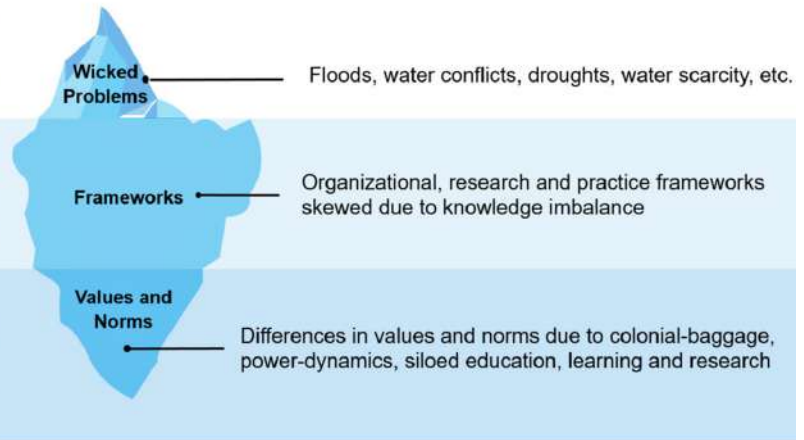 Wicked
Problems
Floods, water conflicts, droughts, water scarcity, etc.
Frameworks
Organizational, research and practice frameworks
skewed due to knowledge imbalance
Values and
Norms
Differences in values and norms due to colonial-baggage,
power-dynamics, siloed education, learning and research